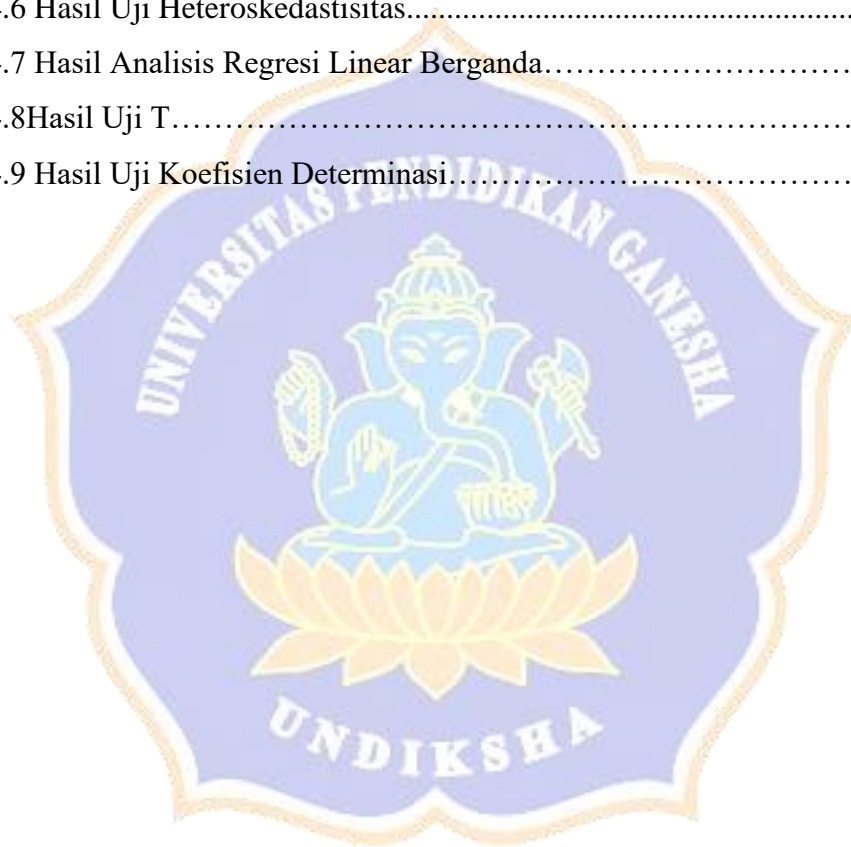 .6 Hasil Uji Heteroskedastisitas....................................................................
.7 Hasil Analisis Regresi Linear Berganda……………………………
.8Hasil Uji T………………………………………………………………
.9 Hasil Uji Koefisien Determinasi……………………………………
UNIVERSITAS PENDIDIKAN GANESHA
UNDIKSHA